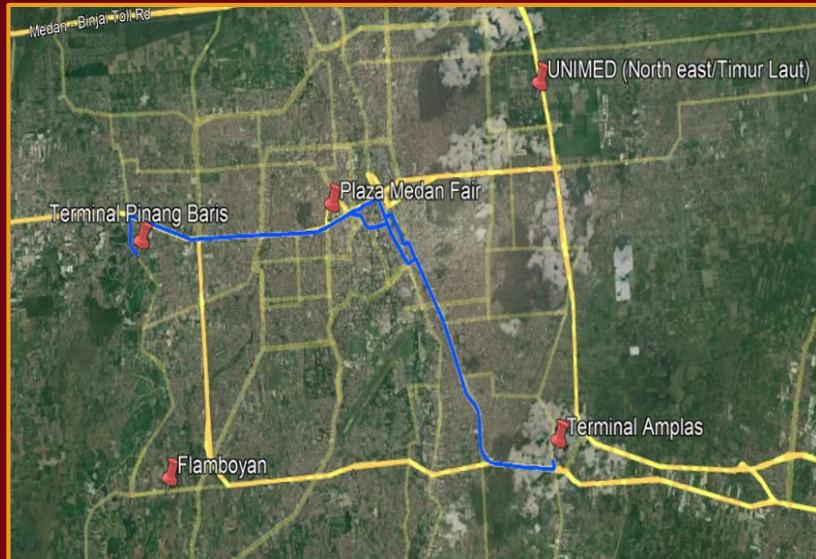 Medan - Binjai Toll Rd
UNIMED (North east/Timur Laut)
Plaza Medan Fair
Terminal Pinang Baris
Terminal Amplas
Flamboyan